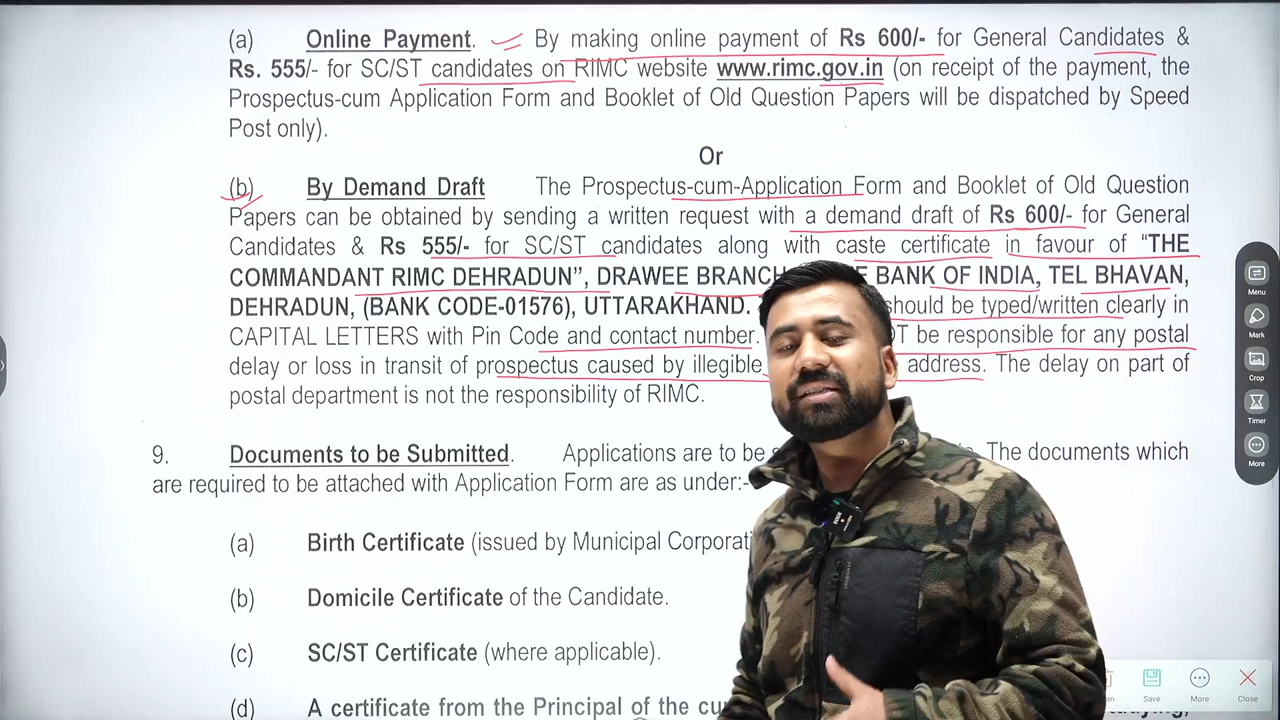 (a) Online Payment. By making online payment of Rs 600/- for General Candidates &
Rs. 555/- for SC/ST candidates on RIMC website www.rimc.gov.in (on receipt of the payment, the
Prospectus-cum Application Form and Booklet of Old Question Papers will be dispatched by Speed
Post only).
Or
(b) By Demand Draft The Prospectus-cum-Application Form and Booklet of Old Question
Papers can be obtained by sending a written request with a demand draft of Rs 600/- for General
Candidates & Rs 555/- for SC/ST candidates along with caste certificate in favour of “THE
COMMANDANT RIMC DEHRADUN”, DRAWEE BRANCH BANK OF INDIA, TEL BHAVAN,
DEHRADUN, (BANK CODE-01576), UTTARAKHAND. should be typed/written clearly in
CAPITAL LETTERS with Pin Code and contact number. be responsible for any postal
delay or loss in transit of prospectus caused by illegible address. The delay on part of
postal department is not the responsibility of RIMC.
9. Documents to be Submitted. Applications are to be The documents which
are required to be attached with Application Form are as under:-
(a) Birth Certificate (issued by Municipal
(b) Domicile Certificate of the Candidate.
(c) SC/ST Certificate (where applicable).
(d) A certificate from the Principal of the
Menu
Mark
Crop
Timer
More
Save
More
Close